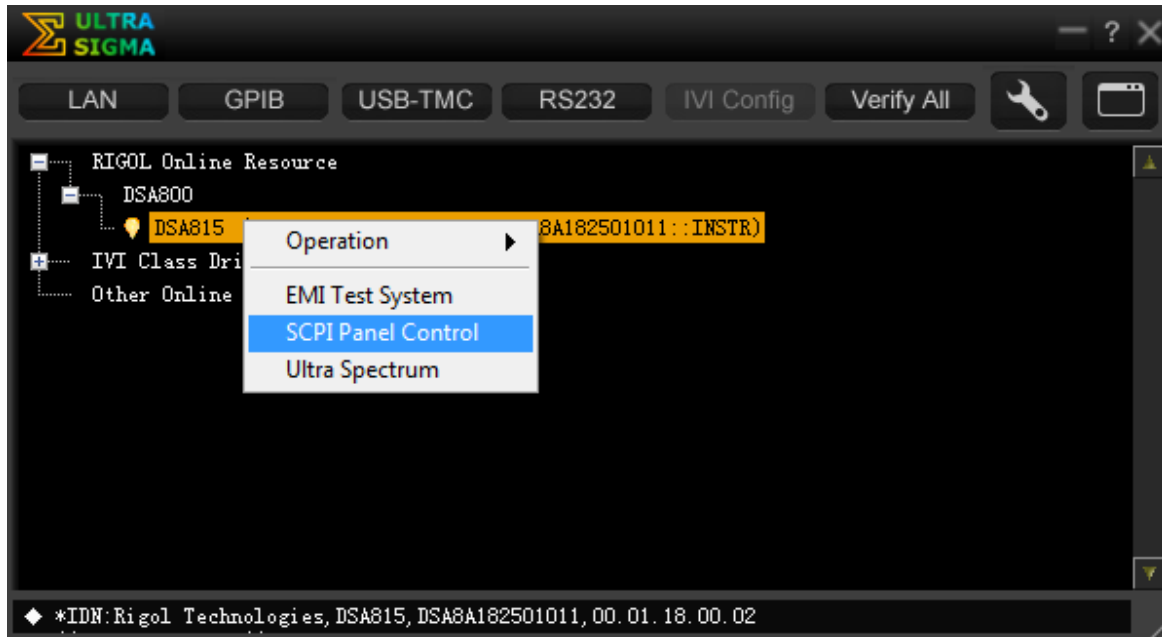 ULTRA
SIGMA
?
LAN GPIB USB-TMC RS232 IVI Config Verify All
RIGOL Online Resource
DSA800
DSA815 8A182501011::INSTR)
IVI Class Dri
Other Online
Operation
EMI Test System
SCPI Panel Control
Ultra Spectrum
*IDN:Rigol Technologies,DSA815,DSA8A182501011,00.01.18.00.02